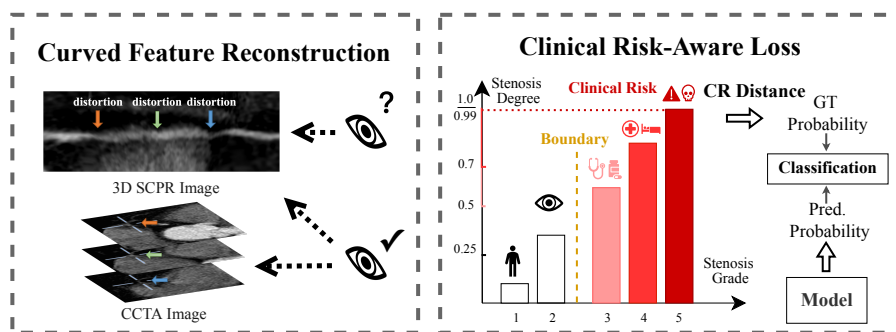 Curved Feature Reconstruction
distortion
distortion
distortion
?
3D SCPR Image
CCTA Image
Clinical Risk-Aware Loss
Stenosis
Degree
1.0
0.99
0.7
0.5
0.25
Clinical Risk
Boundary
1
2
3
4
5
Stenosis
Grade
CR Distance
GT
Probability
Classification
Pred.
Probability
Model